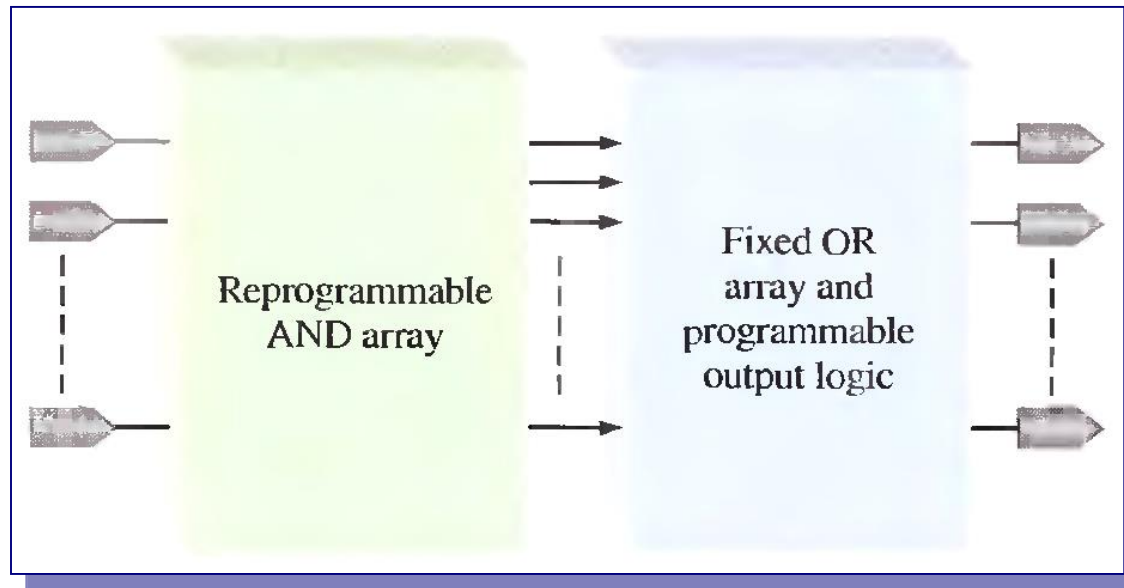 Reprogrammable
AND array
Fixed OR
array and
programmable
output logic